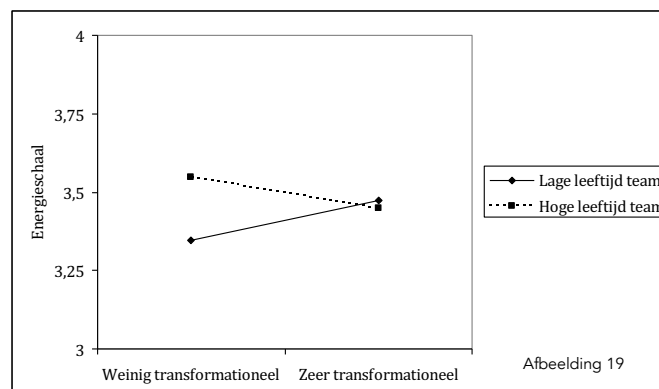 4
3,75
3,5
3,25
3
Energieschaal
Weinig transformationeel
Zeer transformationeel
Lage leeftijd team
Hoge leeftijd team
Afbeelding 19